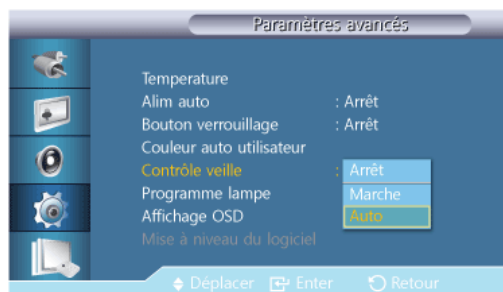 Paramètres avancés
Temperature
Alim auto : Arrêt
Bouton verrouillage : Arrêt
Couleur auto utilisateur
Contrôle veille : Arrêt
Programme lampe Marche
Affichage OSD Auto
Mise à niveau du logiciel
Déplacer Enter Retour